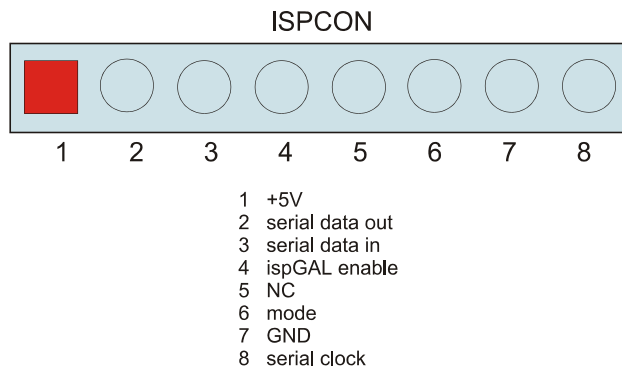 ISPCON
1 2 3 4 5 6 7 8
1 +5V
2 serial data out
3 serial data in
4 ispGAL enable
5 NC
6 mode
7 GND
8 serial clock